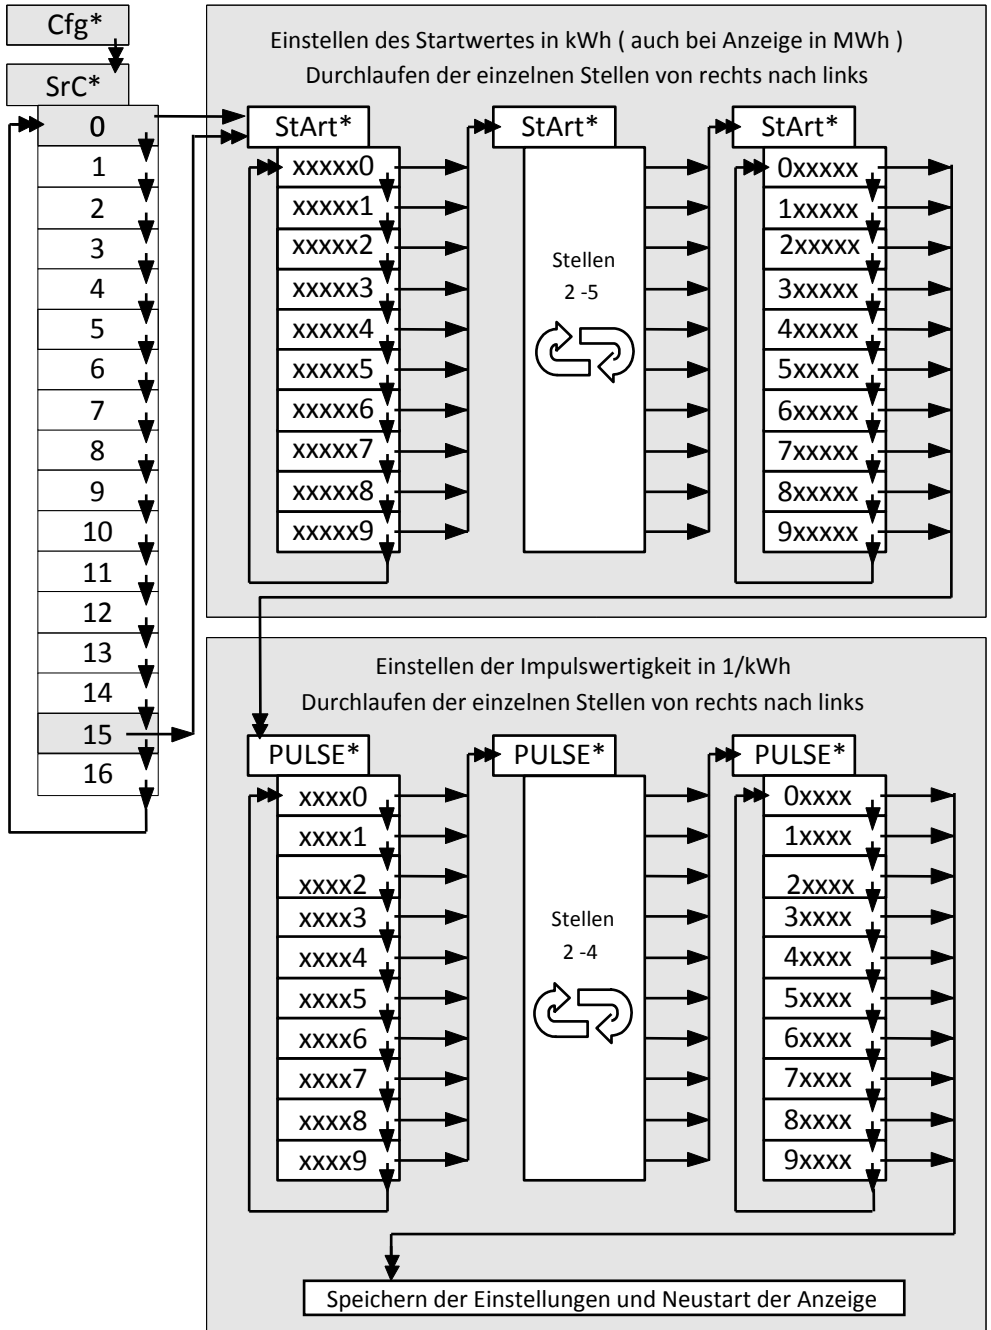 Cfg*
SrC*
0
1
2
3
4
5
6
7
8
9
10
11
12
13
14
15
16
Einstellen des Startwertes in kWh ( auch bei Anzeige in MWh )
Durchlaufen der einzelnen Stellen von rechts nach links
StArt*
xxxxx0
xxxxx1
xxxxx2
xxxxx3
xxxxx4
xxxxx5
xxxxx6
xxxxx7
xxxxx8
xxxxx9
StArt*
Stellen
2 -5
StArt*
0xxxxx
1xxxxx
2xxxxx
3xxxxx
4xxxxx
5xxxxx
6xxxxx
7xxxxx
8xxxxx
9xxxxx
Einstellen der Impulswertigkeit in 1/kWh
Durchlaufen der einzelnen Stellen von rechts nach links
PULSE*
xxxx0
xxxx1
xxxx2
xxxx3
xxxx4
xxxx5
xxxx6
xxxx7
xxxx8
xxxx9
PULSE*
Stellen
2 -4
PULSE*
0xxxx
1xxxx
2xxxx
3xxxx
4xxxx
5xxxx
6xxxx
7xxxx
8xxxx
9xxxx
Speichern der Einstellungen und Neustart der Anzeige